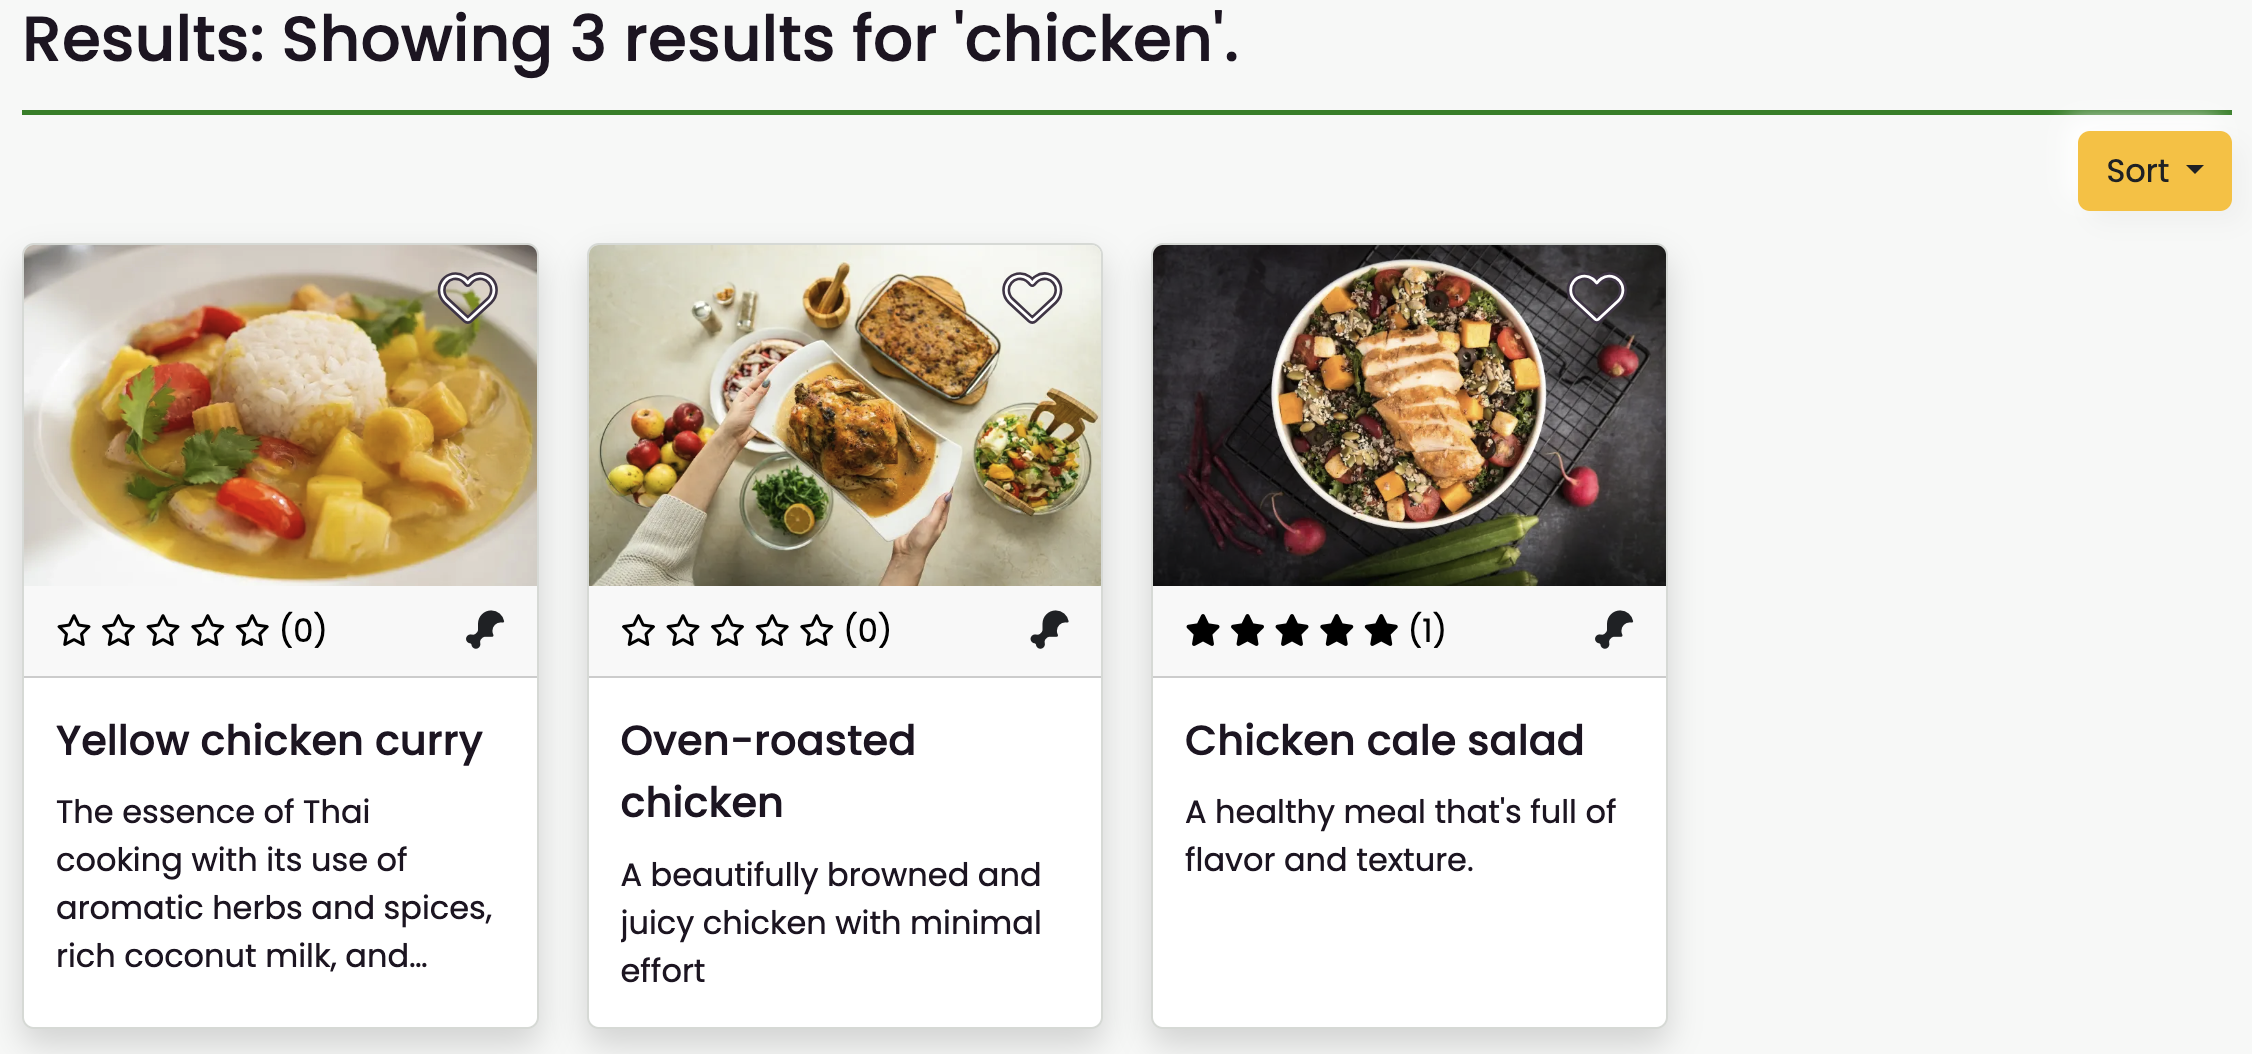 Results: Showing 3 results for 'chicken'.
Sort
(0)
(0)
(1)
Yellow chicken curry
The essence of Thai
cooking with its use of
aromatic herbs and spices,
rich coconut milk, and...
Oven-roasted
chicken
A beautifully browned and
juicy chicken with minimal
effort
Chicken cale salad
A healthy meal that's full of
flavor and texture.